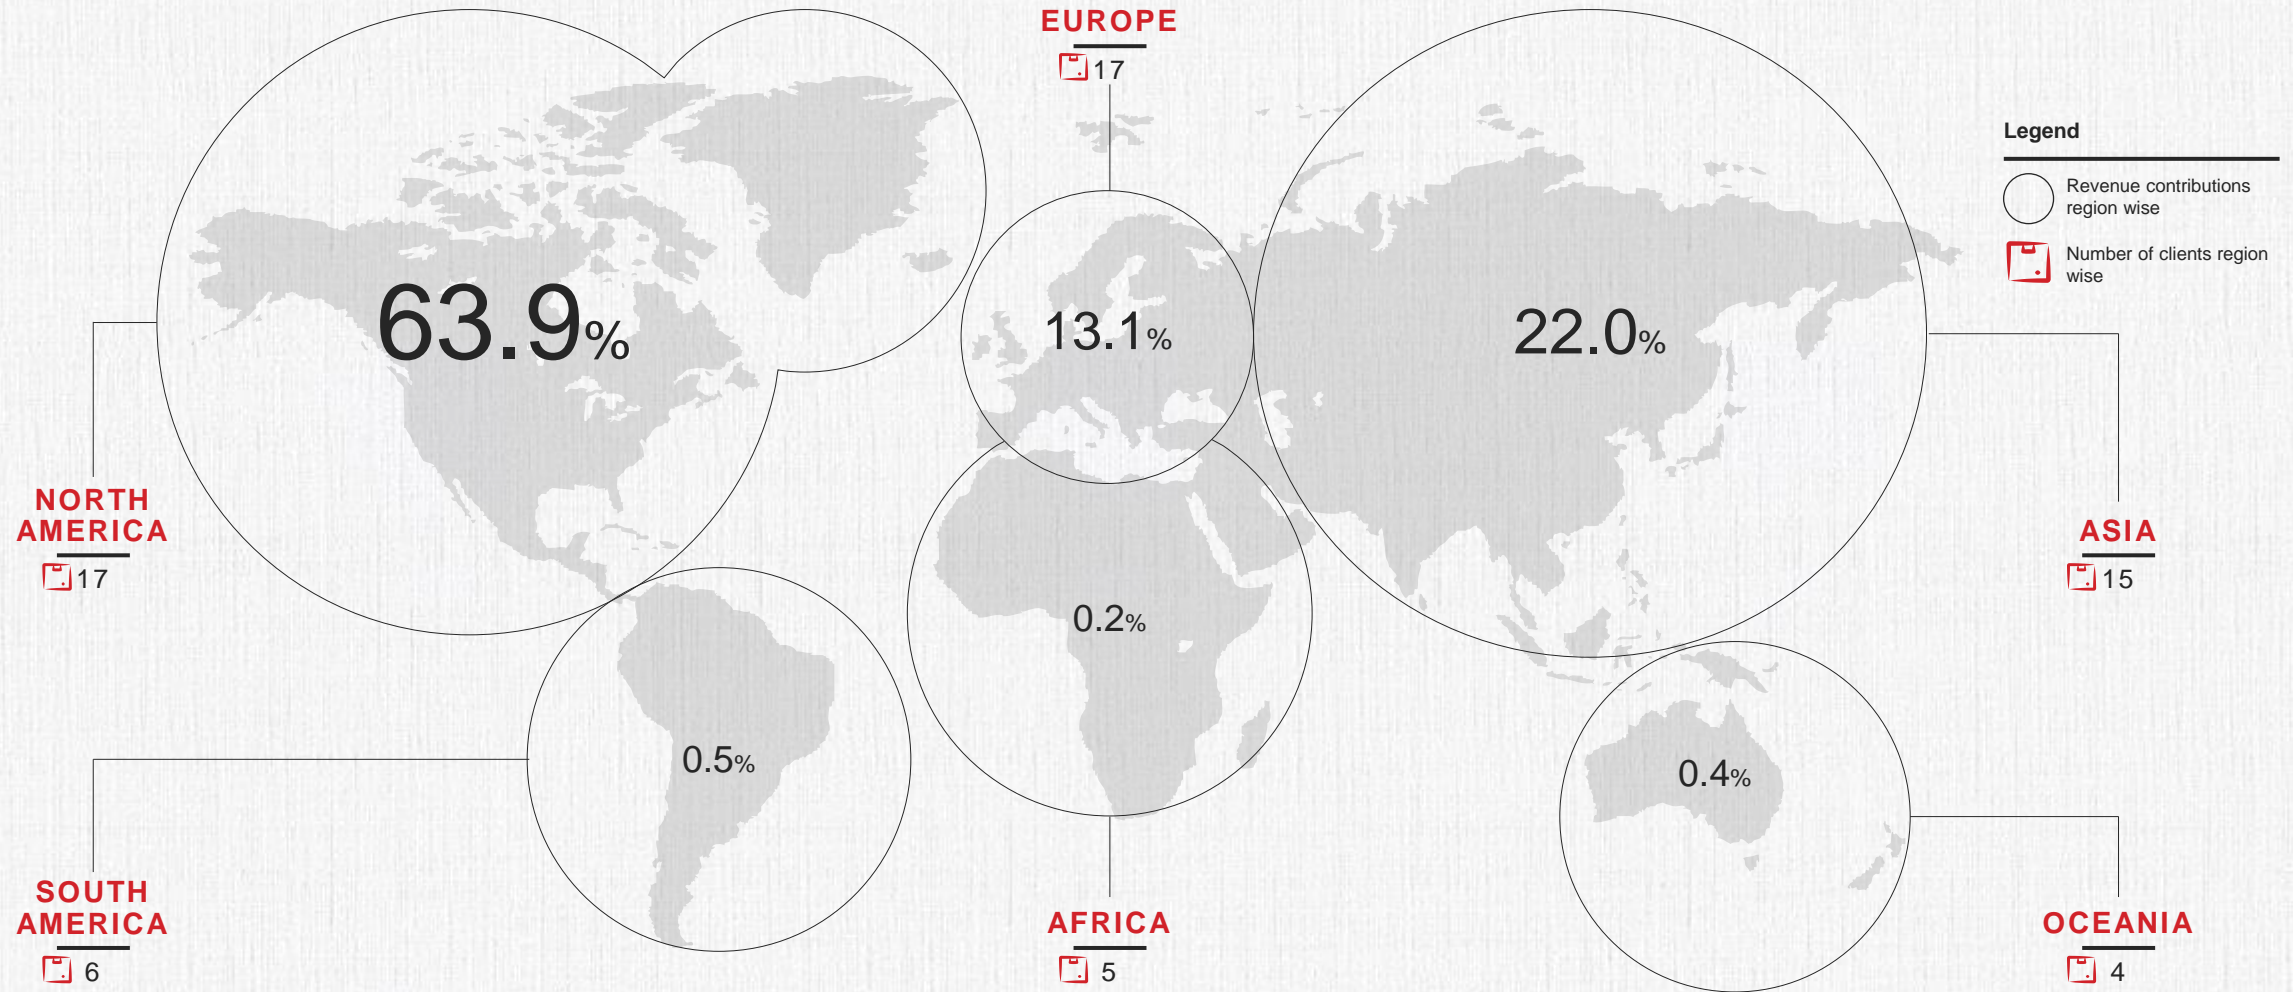 EUROPE
17
Legend
Revenue contributions
region wise
Number of clients region
wise
63.9%
13.1%
22.0%
NORTH
AMERICA
17
ASIA
15
0.2%
0.5%
0.4%
SOUTH
AMERICA
6
AFRICA
5
OCEANIA
4